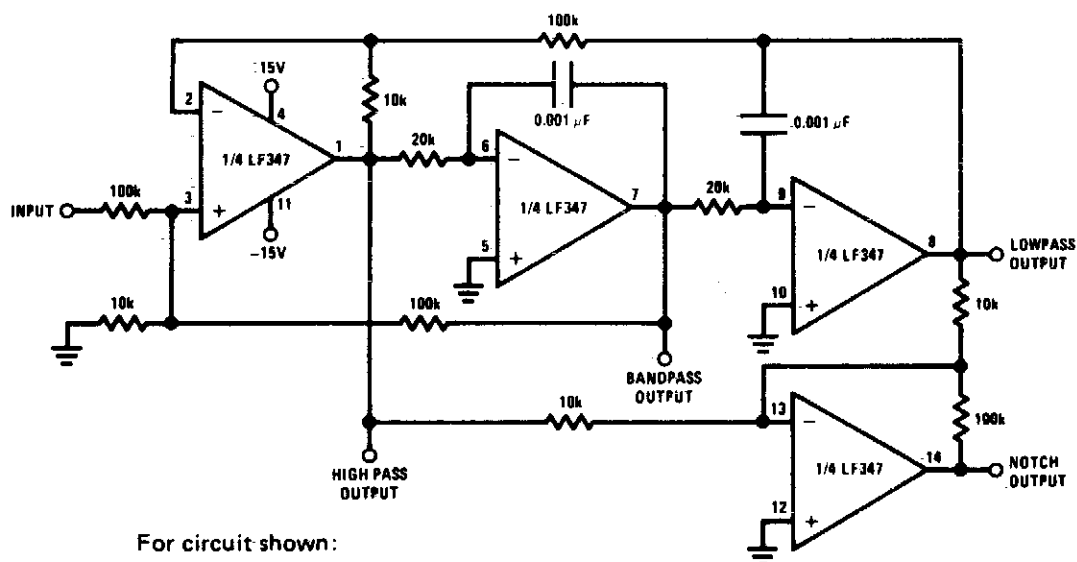 100k
15V
2
4
10k
0.001 μF
0.001 μF
1/4 LF347
1
20k
6
INPUT
100k
3
11
-15V
1/4 LF347
7
20k
9
5
1/4 LF347
8
LOWPASS
OUTPUT
10k
100k
10
10k
BANDPASS
OUTPUT
10k
13
100k
HIGH PASS
OUTPUT
1/4 LF347
14
NOTCH
OUTPUT
12
For circuit shown: